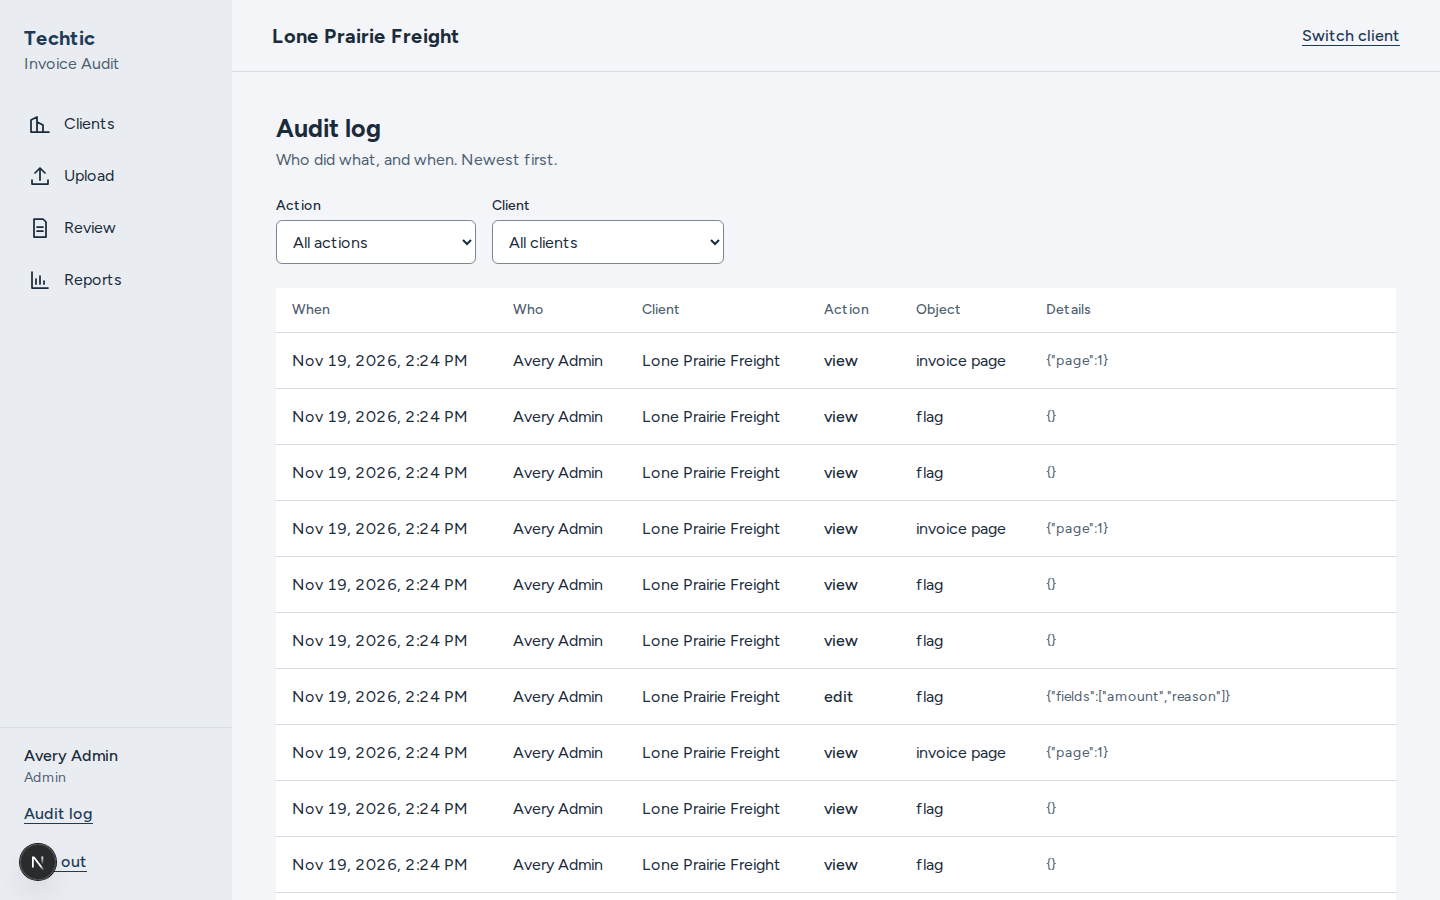 Techtic
Invoice Audit
Clients
Upload
Review
Reports
Avery Admin
Admin
Audit log
N out
Lone Prairie Freight Switch client
Audit log
Who did what, and when. Newest first.
Action Client
All actions All clients
When Who Client Action Object Details
Nov 19, 2026, 2:24 PM Avery Admin Lone Prairie Freight view invoice page {"page":1}
Nov 19, 2026, 2:24 PM Avery Admin Lone Prairie Freight view flag {}
Nov 19, 2026, 2:24 PM Avery Admin Lone Prairie Freight view flag {}
Nov 19, 2026, 2:24 PM Avery Admin Lone Prairie Freight view invoice page {"page":1}
Nov 19, 2026, 2:24 PM Avery Admin Lone Prairie Freight view flag {}
Nov 19, 2026, 2:24 PM Avery Admin Lone Prairie Freight view flag {}
Nov 19, 2026, 2:24 PM Avery Admin Lone Prairie Freight edit flag {"fields":["amount","reason"]}
Nov 19, 2026, 2:24 PM Avery Admin Lone Prairie Freight view invoice page {"page":1}
Nov 19, 2026, 2:24 PM Avery Admin Lone Prairie Freight view flag {}
Nov 19, 2026, 2:24 PM Avery Admin Lone Prairie Freight view flag {}